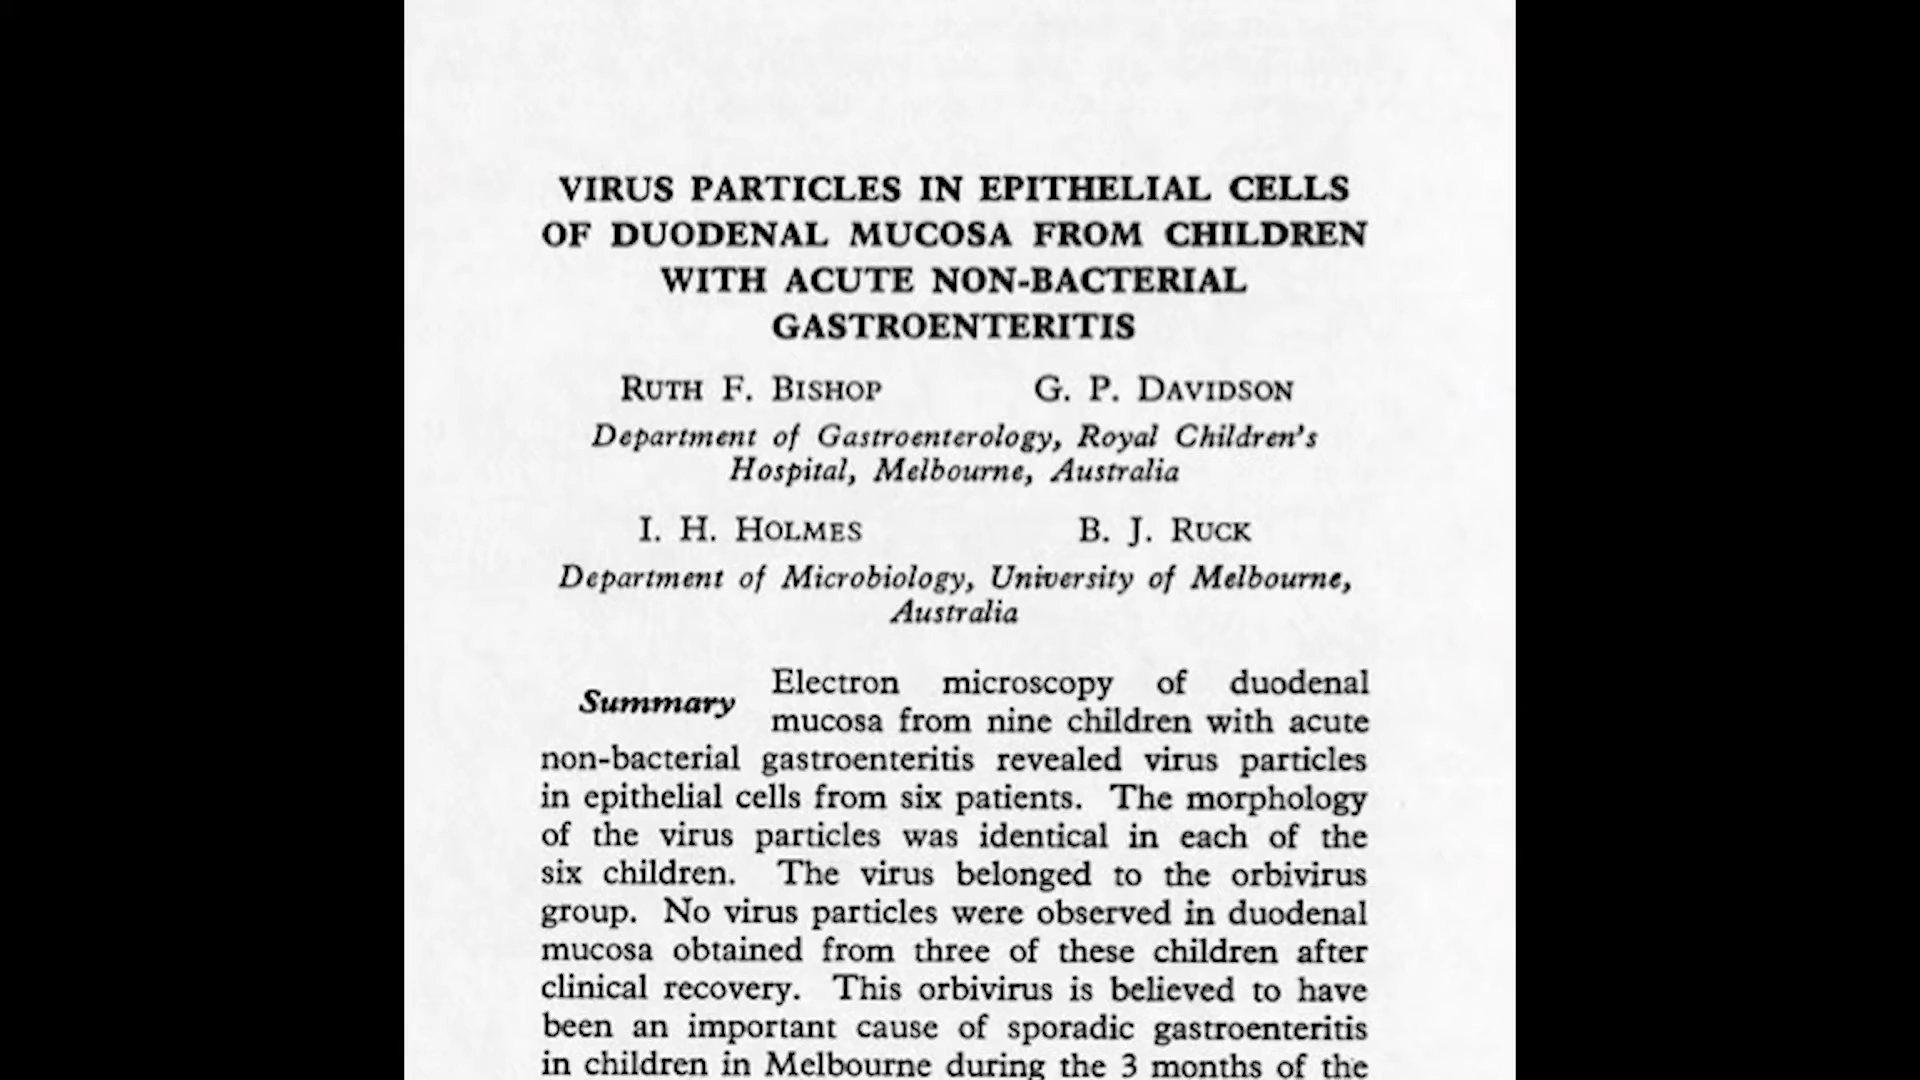 VIRUS PARTICLES IN EPITHELIAL CELLS
OF DUODENAL MUCOSA FROM CHILDREN
WITH ACUTE NON-BACTERIAL
GASTROENTERITIS
RUTH F. BISHOP G. P. DAVIDSON
Department of Gastroenterology, Royal Children's
Hospital, Melbourne, Australia
I. H. HOLMES B. J. RUCK
Department of Microbiology, University of Melbourne,
Australia
Summary Electron microscopy of duodenal
mucosa from nine children with acute
non-bacterial gastroenteritis revealed virus particles
in epithelial cells from six patients. The morphology
of the virus particles was identical in each of the
six children. The virus belonged to the orbivirus
group. No virus particles were observed in duodenal
mucosa obtained from three of these children after
clinical recovery. This orbivirus is believed to have
been an important cause of sporadic gastroenteritis
in children in Melbourne during the 3 months of the